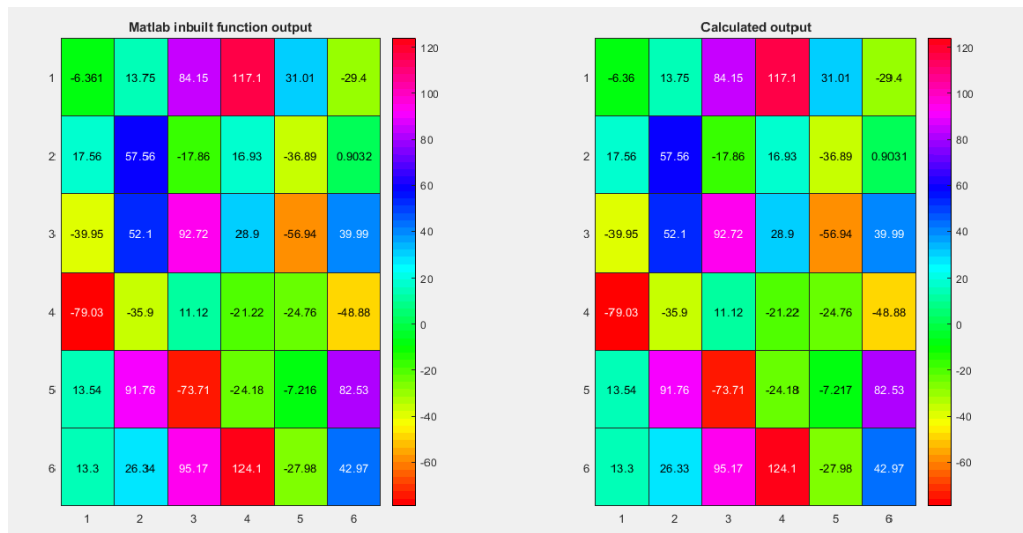 Matlab inbuilt function output
1 -6.361 13.75 84.15 117.1 31.01 -29.4
2 17.56 57.56 -17.86 16.93 -36.89 0.9032
3 -39.95 52.1 92.72 28.9 -56.94 39.99
4 -79.03 -35.9 11.12 -21.22 -24.76 -48.88
5 13.54 91.76 -73.71 -24.18 -7.216 82.53
6 13.3 26.34 95.17 124.1 -27.98 42.97
1 2 3 4 5 6
120
100
80
60
40
20
0
-20
-40
-60
Calculated output
1 -6.36 13.75 84.15 117.1 31.01 -29.4
2 17.56 57.56 -17.86 16.93 -36.89 0.9031
3 -39.95 52.1 92.72 28.9 -56.94 39.99
4 -79.03 -35.9 11.12 -21.22 -24.76 -48.88
5 13.54 91.76 -73.71 -24.18 -7.217 82.53
6 13.3 26.33 95.17 124.1 -27.98 42.97
1 2 3 4 5 6
120
100
80
60
40
20
0
-20
-40
-60